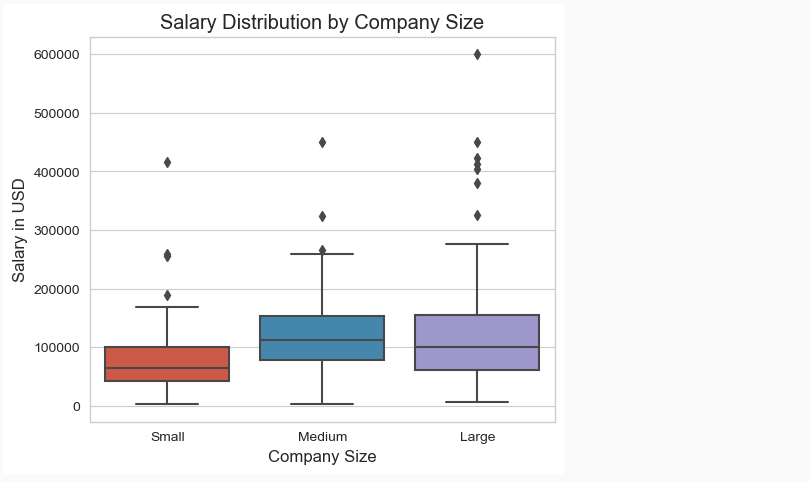 Salary Distribution by Company Size
Salary in USD
600000
500000
400000
300000
200000
100000
0
Small Medium Large
Company Size